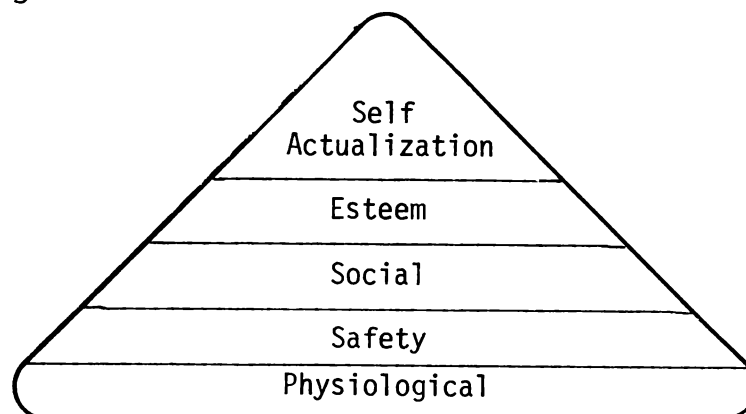 Self
Actualization
Esteem
Social
Safety
Physiological